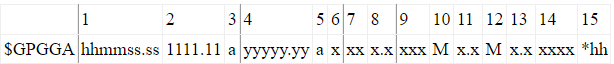 1 2 3 4 5 6 7 8 9 10 11 12 13 14 15
$GPGGA hhmmss.ss 1111.11 a yyyyy.yy a x xx x.x xxx M x.x M x.x xxxx *hh